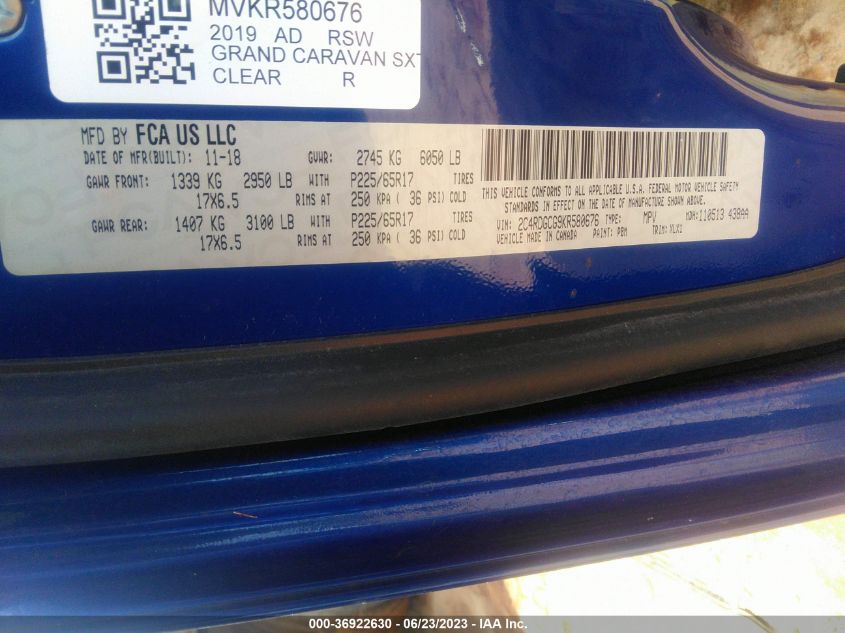 MVKR580676
2019 AD RSW
GRAND CARAVAN SXT
CLEAR R
MFD BY FCA US LLC
DATE OF MFR(BUILT): 11-18 GVWR: 2745 KG 6050 LB
GAWR FRONT: 1339 KG 2950 LB WITH P225/65R17 TIRES
17X6.5 RIMS AT 250 KPA ( 36 PSI) COLD
GAWR REAR: 1407 KG 3100 LB WITH P225/65R17 TIRES
17X6.5 RIMS AT 250 KPA ( 36 PSI) COLD
THIS VEHICLE CONFORMS TO ALL APPLICABLE U.S.A. FEDERAL MOTOR VEHICLE SAFETY
STANDARDS IN EFFECT ON THE DATE OF MANUFACTURE SHOWN ABOVE.
VIN: 2C4RDGCG9KR580676 TYPE: MPV MDH: 110513 438AA
VEHICLE MADE IN CANADA PAINT: PBM TRIM: YLX1
000-36922630 - 06/23/2023 - IAA Inc.